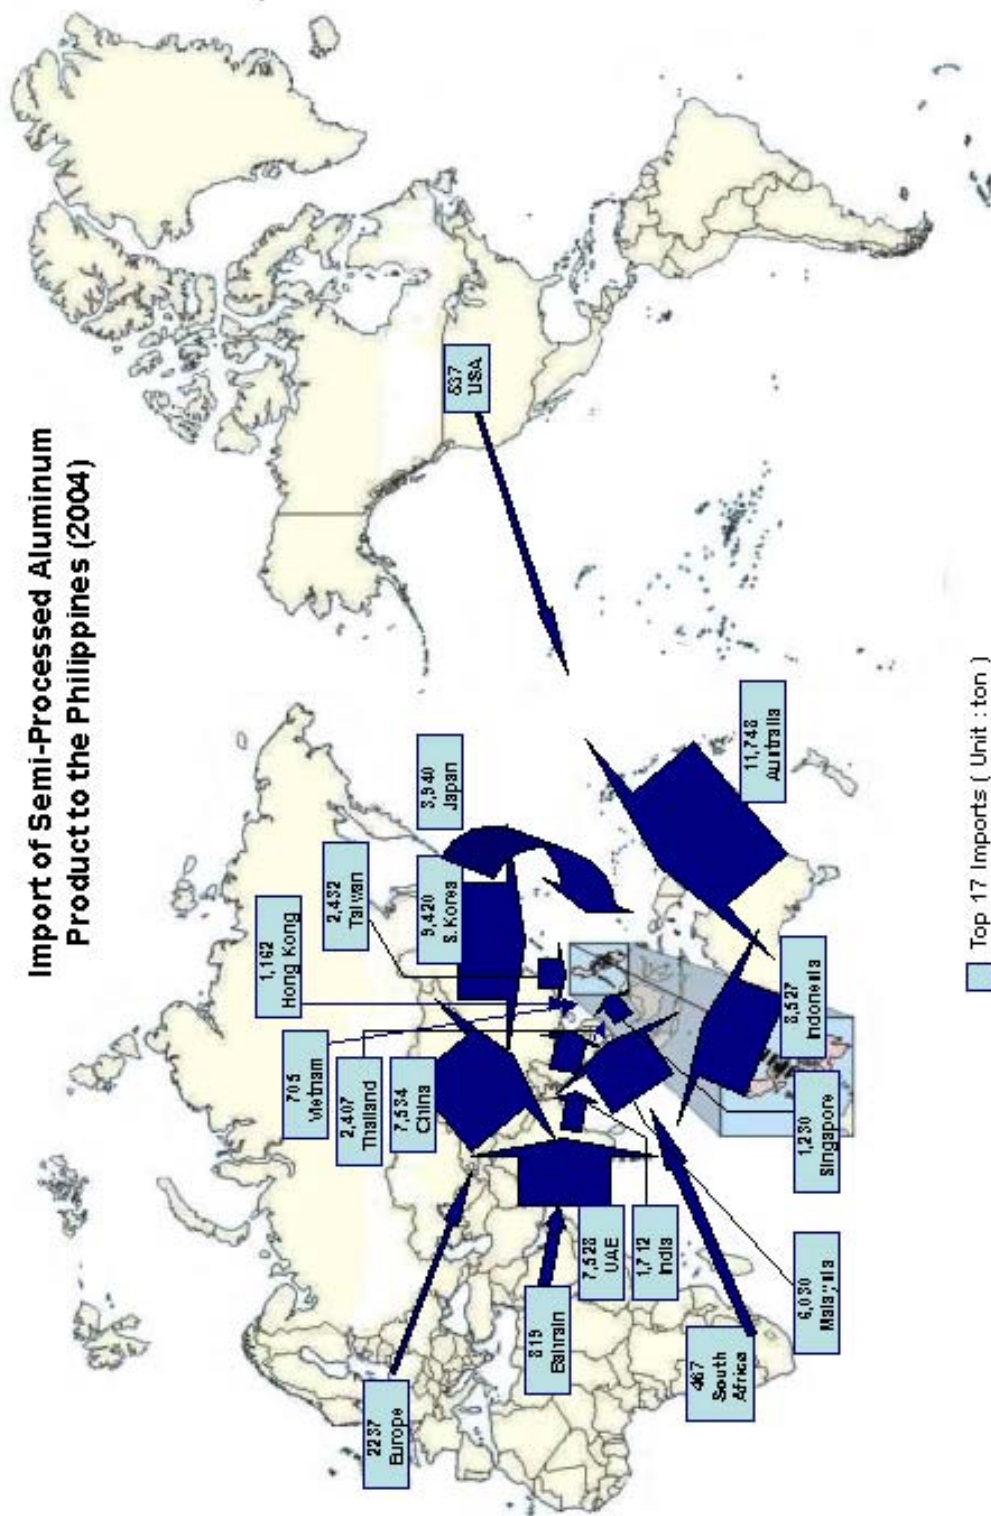 Import of Semi-Processed Aluminum
Product to the Philippines (2004)
2237
Europe
819
Bahrain
467
South
Africa
705
Vietnam
2,407
Thailand
7,534
China
1,162
Hong Kong
2,432
Taiwan
9,420
S.Korea
3,940
Japan
7,528
UAE
1,712
India
6,030
Malaysia
1,230
Singapore
8,527
Indonesia
11,748
Australia
USA
Top 17 Imports ( Unit : ton )